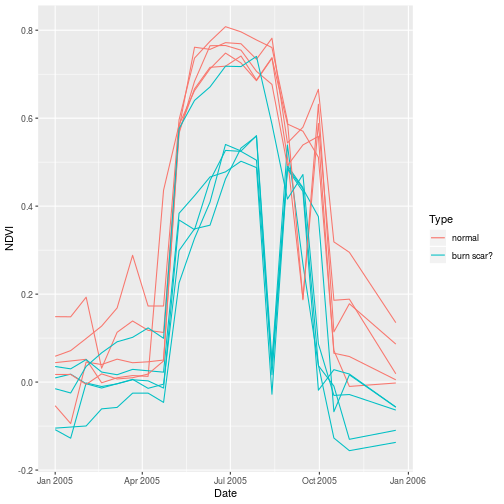 0.8
0.6
0.4
0.2
0.0
-0.2
NDVI
Jan 2005
Apr 2005
Jul 2005
Oct 2005
Jan 2006
Date
Type
normal
burn scar?